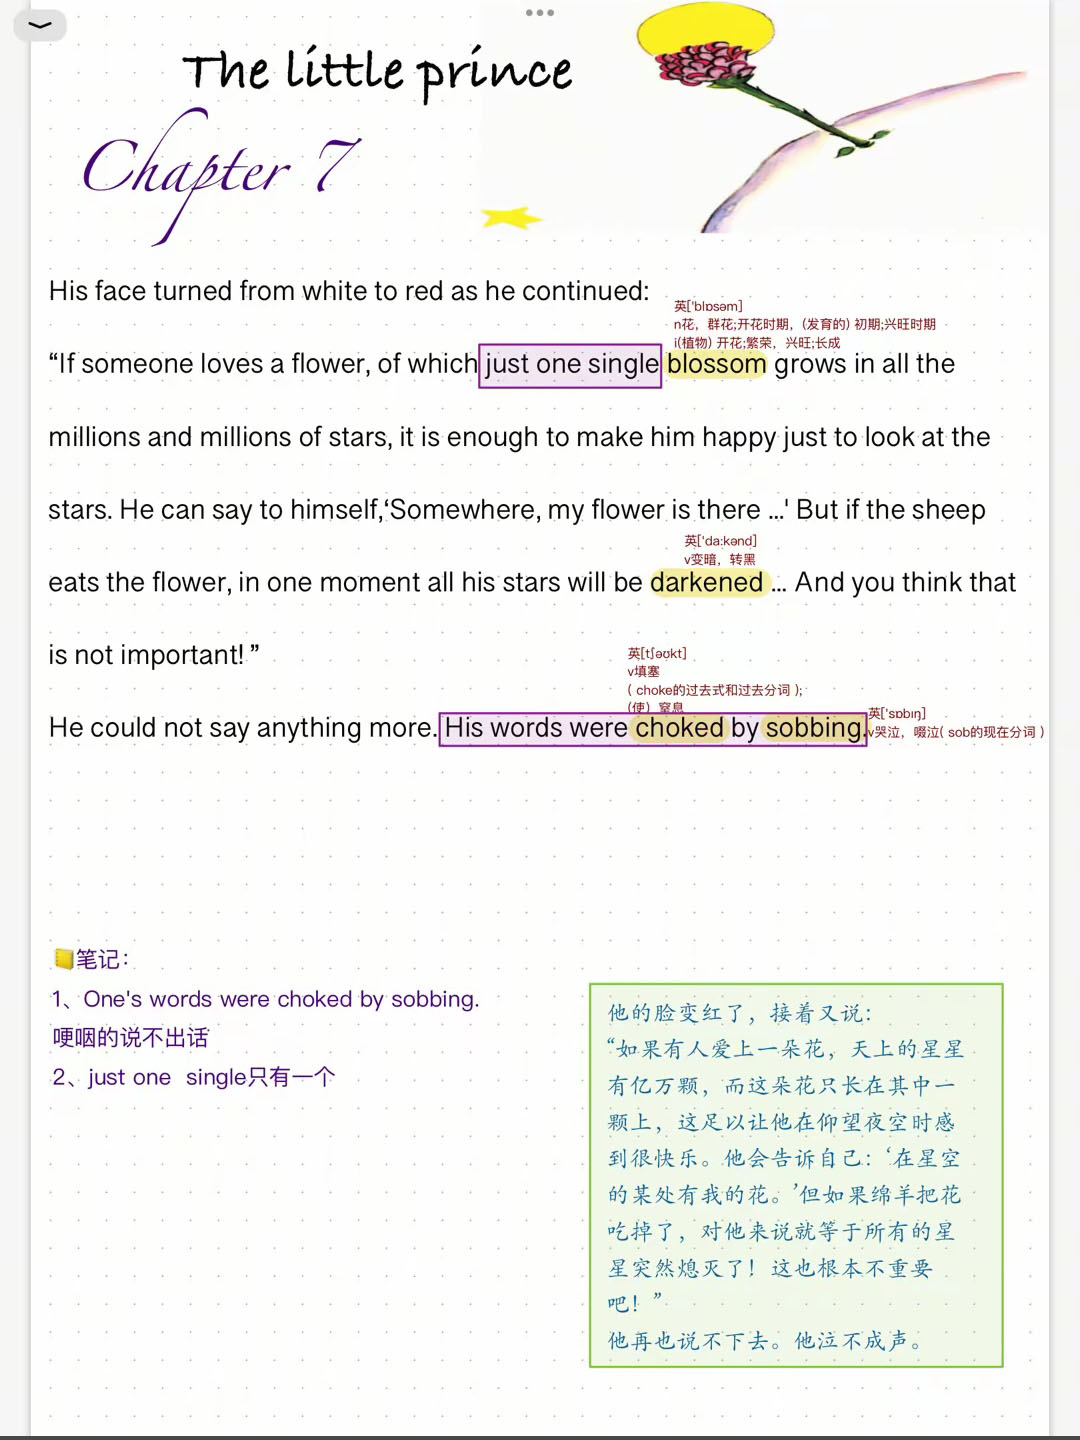 The little prince
Chapter 7
His face turned from white to red as he continued:
英['blɒsəm]
n花，群花;开花时期，(发育的) 初期;兴旺时期
i(植物) 开花;繁荣，兴旺;长成
“If someone loves a flower, of which just one single blossom grows in all the
millions and millions of stars, it is enough to make him happy just to look at the
stars. He can say to himself,‘Somewhere, my flower is there ...' But if the sheep
英['da:kənd]
v变暗，转黑
eats the flower, in one moment all his stars will be darkened ... And you think that
is not important! ”
英[tʃəʊkt]
v填塞
( choke的过去式和过去分词 );
(使）窒息
He could not say anything more. His words were choked by sobbing.
英['sɒbɪŋ]
v哭泣，啜泣( sob的现在分词 )
笔记：
1、One's words were choked by sobbing.
哽咽的说不出话
2、just one single只有一个
他的脸变红了，接着又说：
“如果有人爱上一朵花，天上的星星
有亿万颗，而这朵花只长在其中一
颗上，这足以让他在仰望夜空时感
到很快乐。他会告诉自己：‘在星空
的某处有我的花。’但如果绵羊把花
吃掉了，对他来说就等于所有的星
星突然熄灭了！这也根本不重要
吧！”
他再也说不下去。他泣不成声。